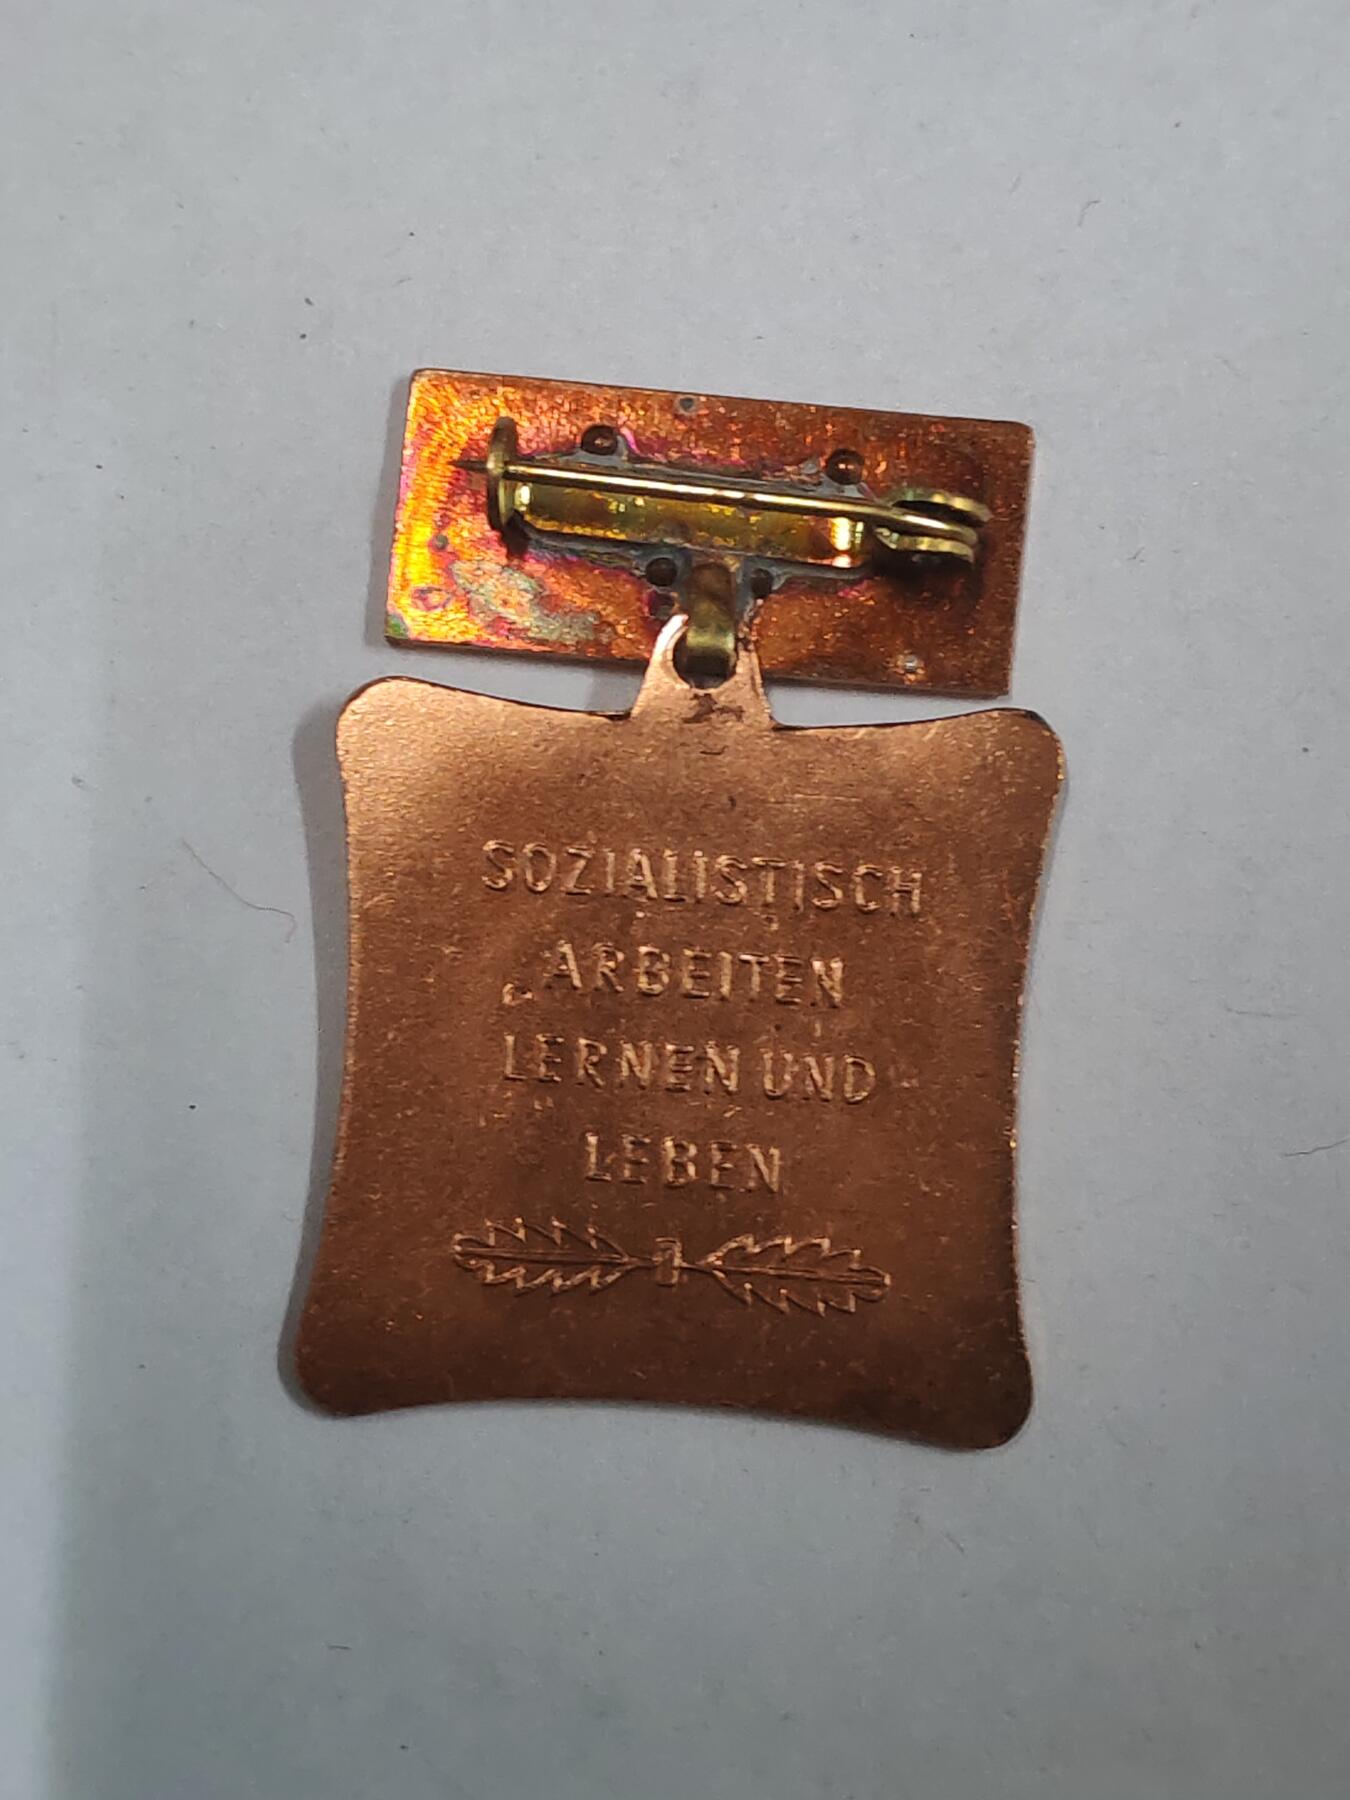 SOZIALISTISCH
ARBEITEN
LERNEN UND
LEBEN